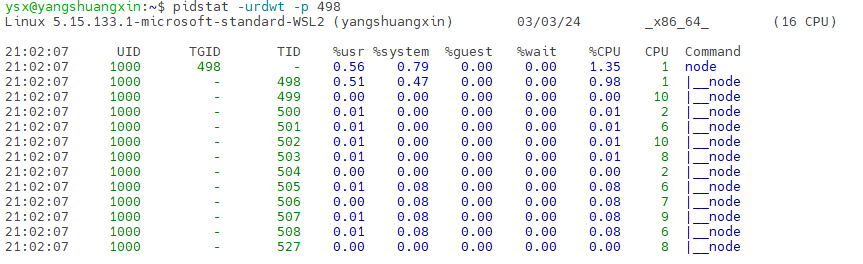 ysx@yangshuangxin:~$ pidstat -urdwt -p 498
Linux 5.15.133.1-microsoft-standard-WSL2 (yangshuangxin) 03/03/24 _x86_64_ (16 CPU)
21:02:07 UID TGID TID %usr %system %guest %wait %CPU CPU Command
21:02:07 1000 498 - 0.56 0.79 0.00 0.00 1.35 1 node
21:02:07 1000 - 498 0.51 0.47 0.00 0.00 0.98 1 |__node
21:02:07 1000 - 499 0.00 0.00 0.00 0.00 0.00 10 |__node
21:02:07 1000 - 500 0.01 0.00 0.00 0.00 0.01 2 |__node
21:02:07 1000 - 501 0.01 0.00 0.00 0.00 0.01 6 |__node
21:02:07 1000 - 502 0.01 0.00 0.00 0.00 0.01 10 |__node
21:02:07 1000 - 503 0.01 0.00 0.00 0.00 0.01 8 |__node
21:02:07 1000 - 504 0.00 0.00 0.00 0.00 0.00 2 |__node
21:02:07 1000 - 505 0.01 0.08 0.00 0.00 0.08 6 |__node
21:02:07 1000 - 506 0.00 0.08 0.00 0.00 0.08 7 |__node
21:02:07 1000 - 507 0.01 0.08 0.00 0.00 0.08 9 |__node
21:02:07 1000 - 508 0.01 0.08 0.00 0.00 0.08 6 |__node
21:02:07 1000 - 527 0.00 0.00 0.00 0.00 0.00 8 |__node